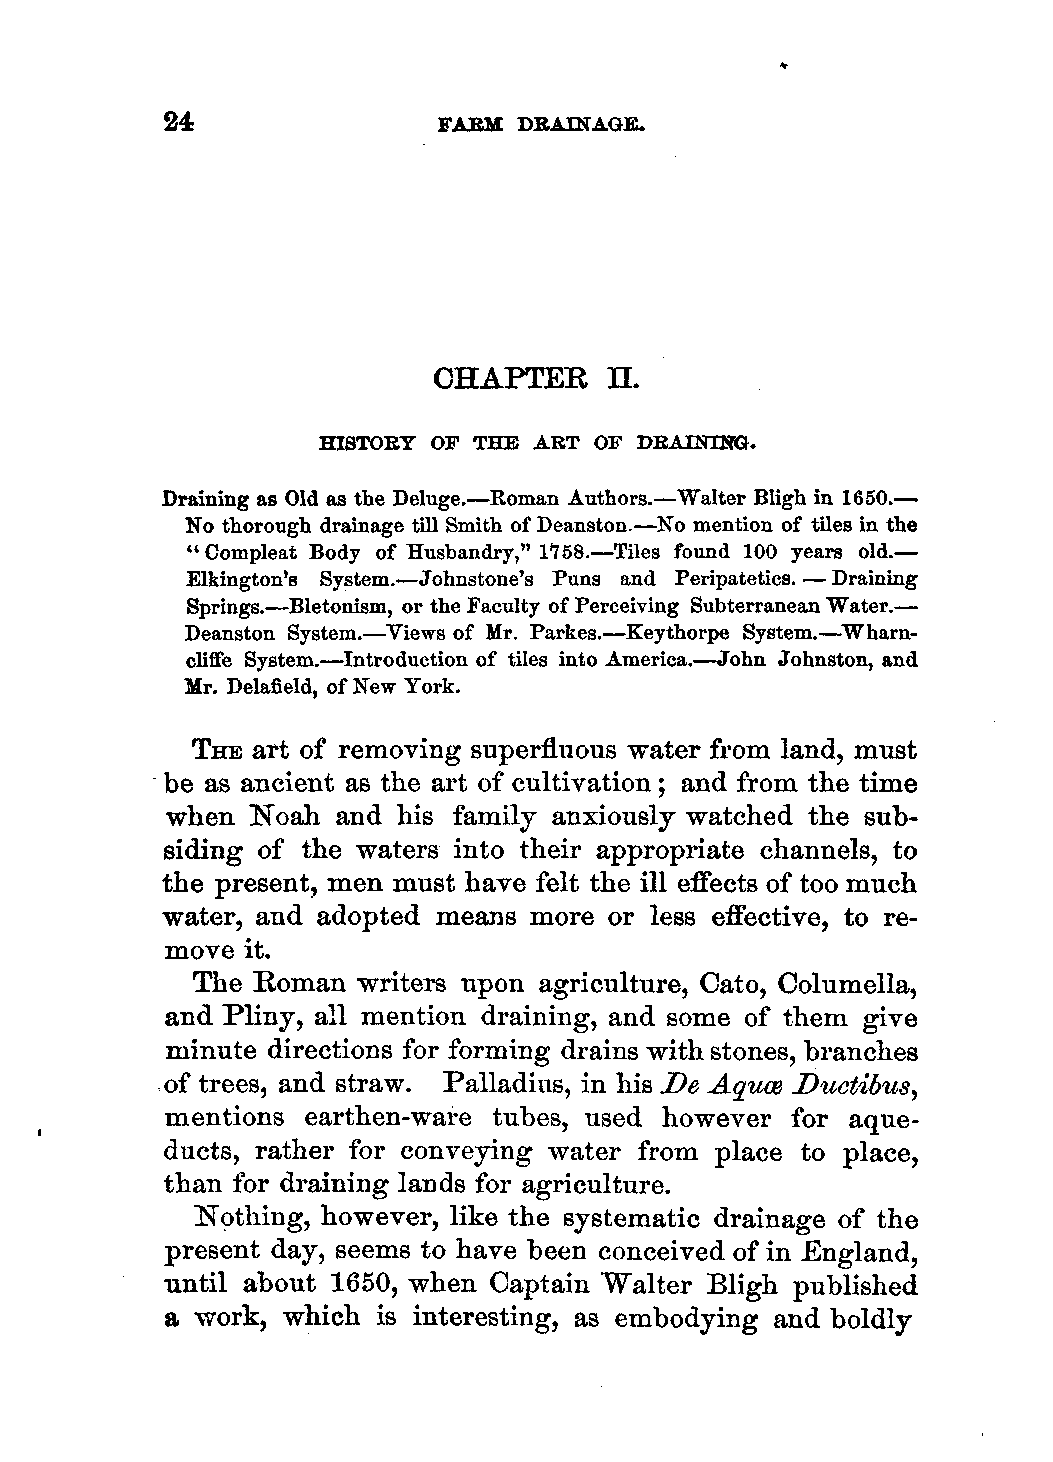 24 FARM DRAINAGE.
CHAPTER II.
HISTORY OF THE ART OF DRAINING.
Draining as Old as the Deluge.—Roman Authors.—Walter Bligh in 1650.—
No thorough drainage till Smith of Deanston.—No mention of tiles in the
"Compleat Body of Husbandry," 1758.—Tiles found 100 years old.—
Elkington's System.—Johnstone's Puns and Peripatetics. — Draining
Springs.—Bletonism, or the Faculty of Perceiving Subterranean Water.—
Deanston System.—Views of Mr. Parkes.—Keythorpe System.—Wharn-
cliffe System.—Introduction of tiles into America.—John Johnston, and
Mr. Delafield, of New York.
THE art of removing superfluous water from land, must
be as ancient as the art of cultivation; and from the time
when Noah and his family anxiously watched the sub-
siding of the waters into their appropriate channels, to
the present, men must have felt the ill effects of too much
water, and adopted means more or less effective, to re-
move it.
The Roman writers upon agriculture, Cato, Columella,
and Pliny, all mention draining, and some of them give
minute directions for forming drains with stones, branches
of trees, and straw. Palladius, in his De Aquæ Ductibus,
mentions earthen-ware tubes, used however for aque-
ducts, rather for conveying water from place to place,
than for draining lands for agriculture.
Nothing, however, like the systematic drainage of the
present day, seems to have been conceived of in England,
until about 1650, when Captain Walter Bligh published
a work, which is interesting, as embodying and boldly